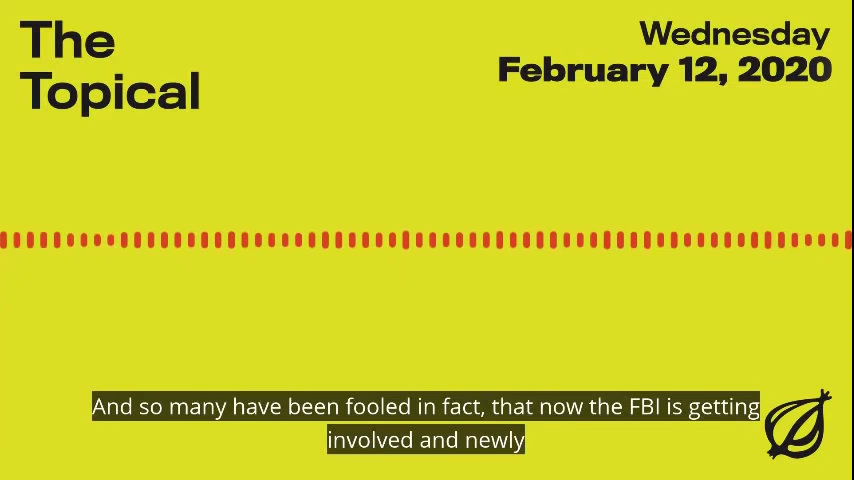 The
Topical
Wednesday
February 12, 2020
And so many have been fooled in fact, that now the FBI is getting
involved and newly